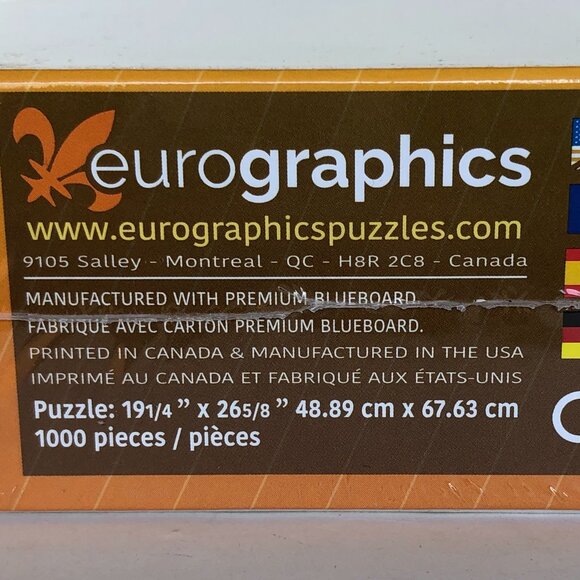 eurographics
www.eurographicspuzzles.com
9105 Salley - Montreal - QC - H8R 2C8 - Canada
MANUFACTURED WITH PREMIUM BLUEBOARD.
FABRIQUÉ AVEC CARTON PREMIUM BLUEBOARD.
PRINTED IN CANADA & MANUFACTURED IN THE USA
IMPRIMÉ AU CANADA ET FABRIQUÉ AUX ÉTATS-UNIS
Puzzle: 19 1/4 ” x 26 5/8 ” 48.89 cm x 67.63 cm
1000 pieces / pièces